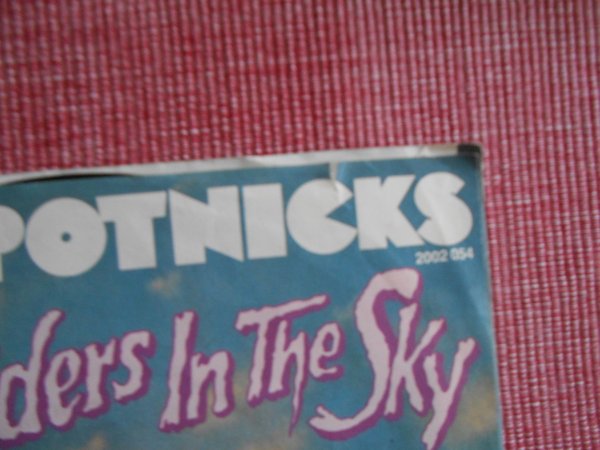 POTNICKS
2002 054
ders In The Sky